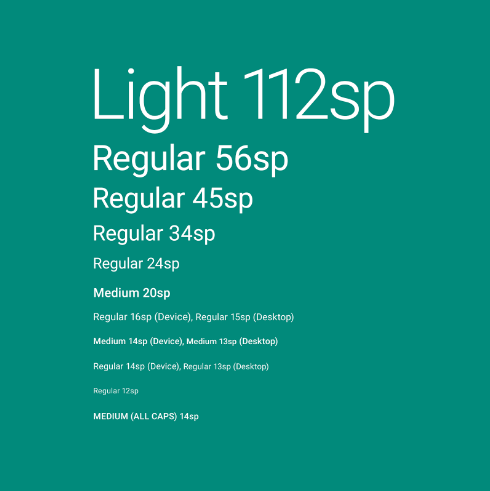 Light 112sp
Regular 56sp
Regular 45sp
Regular 34sp
Regular 24sp
Medium 20sp
Regular 16sp (Device), Regular 15sp (Desktop)
Medium 14sp (Device), Medium 13sp (Desktop)
Regular 14sp (Device), Regular 13sp (Desktop)
Regular 12sp
MEDIUM (ALL CAPS) 14sp